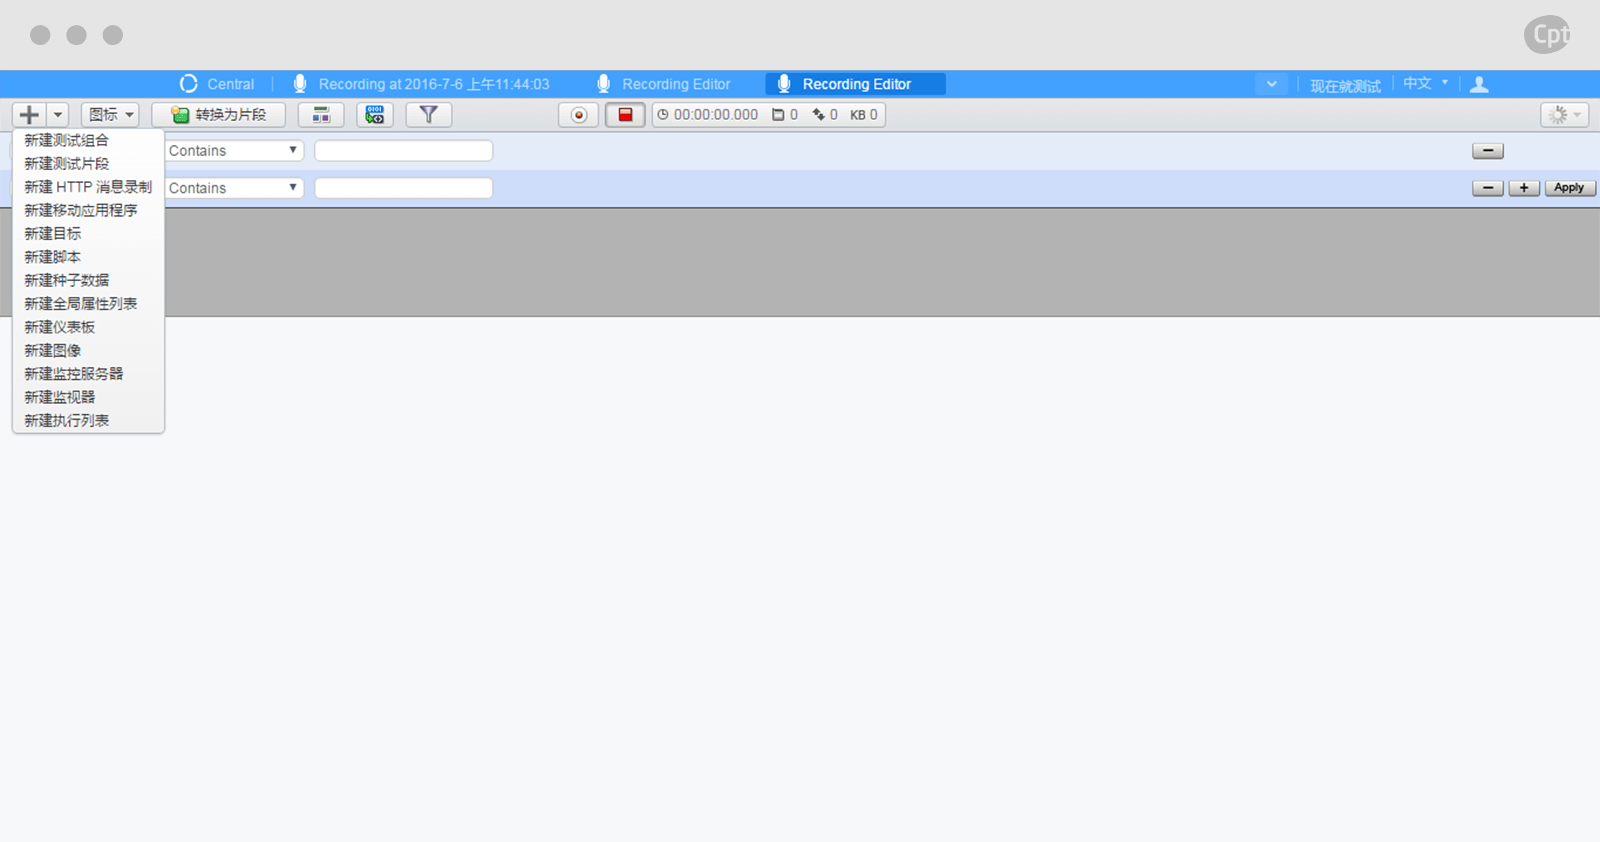 Cpt
Central
Recording at 2016-7-6 上午11:44:03
Recording Editor
Recording Editor
现在就测试
中文
图标
转换为片段
00:00:00.000
0
0
KB 0
新建测试组合
新建测试片段
新建 HTTP 消息录制
新建移动应用程序
新建目标
新建脚本
新建种子数据
新建全局属性列表
新建仪表板
新建图像
新建监控服务器
新建监视器
新建执行列表
Contains
Contains
Apply